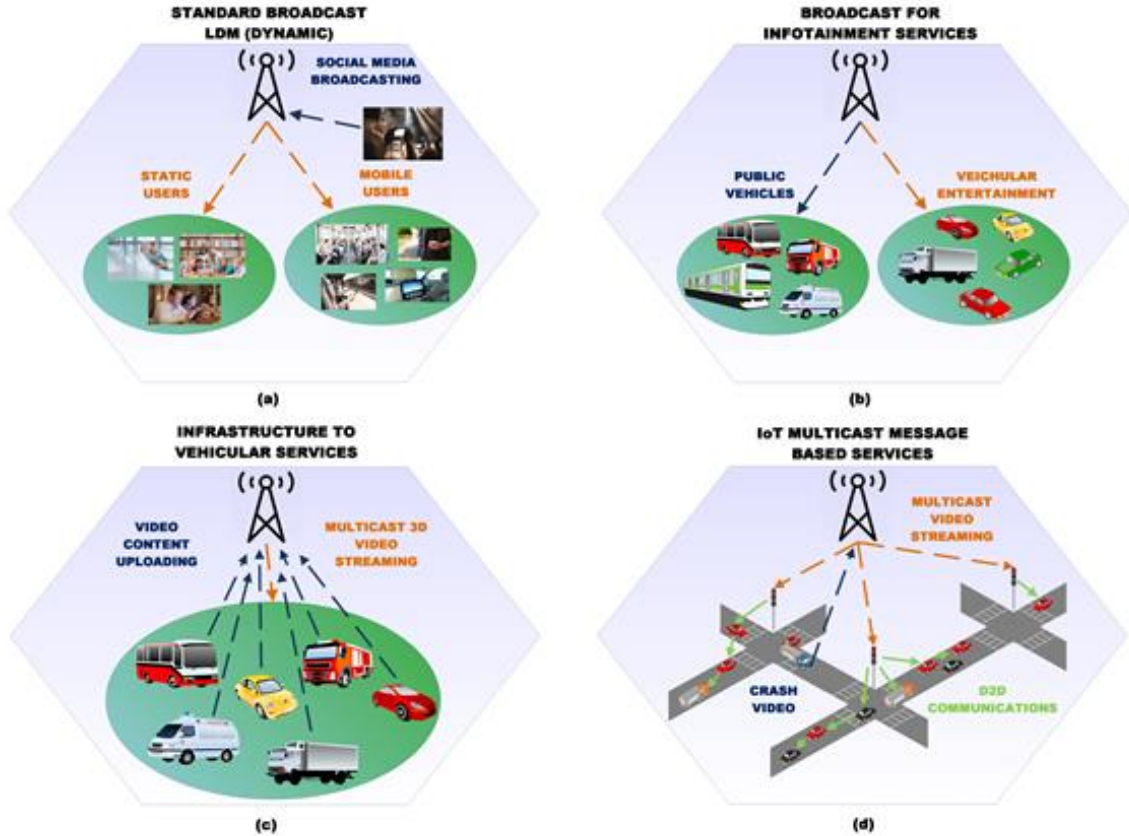 STANDARD BROADCAST
LDM (DYNAMIC)
SOCIAL MEDIA
BROADCASTING
STATIC
USERS
MOBILE
USERS
(a)
BROADCAST FOR
INFOTAINMENT SERVICES
PUBLIC
VEHICLES
VEICHULAR
ENTERTAINMENT
(b)
INFRASTRUCTURE TO
VEHICULAR SERVICES
VIDEO
CONTENT
UPLOADING
MULTICAST 3D
VIDEO
STREAMING
(c)
IoT MULTICAST MESSAGE
BASED SERVICES
MULTICAST
VIDEO
STREAMING
CRASH
VIDEO
D2D
COMMUNICATIONS
(d)